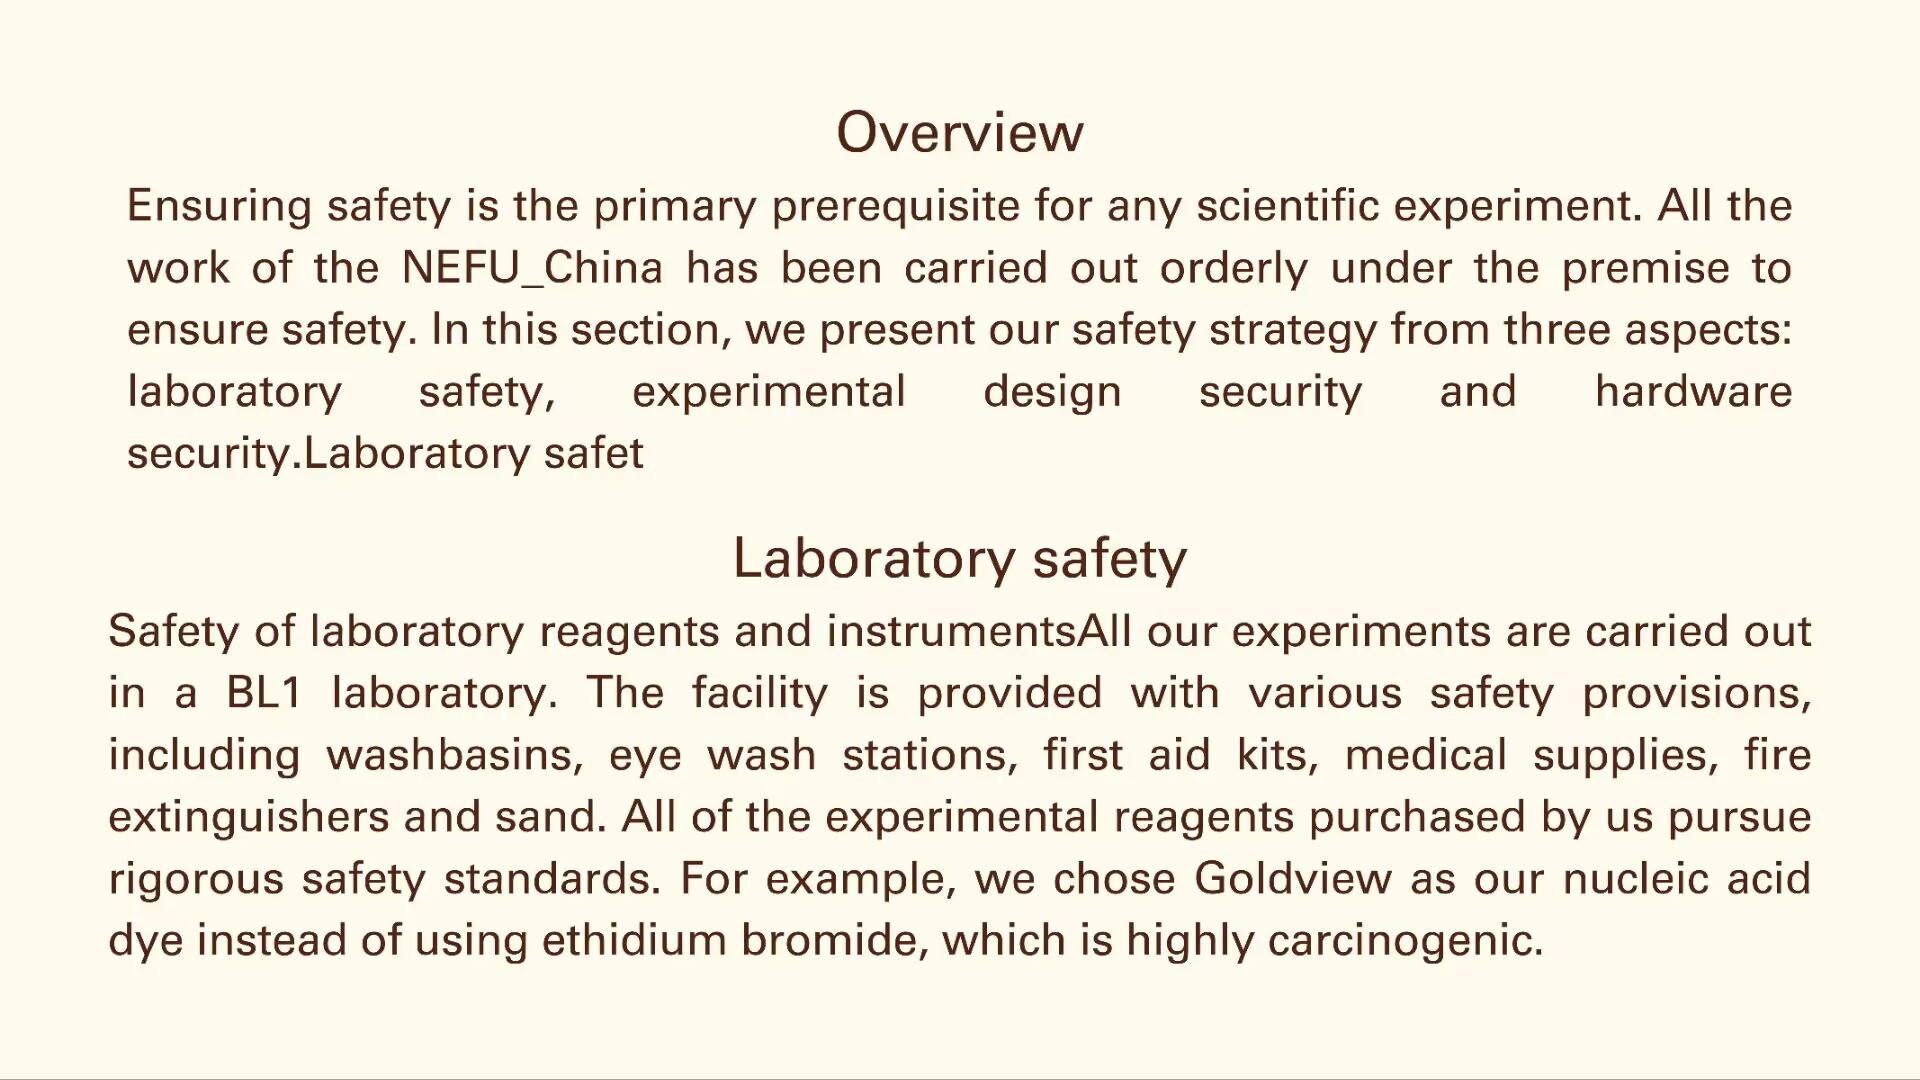 Overview
Ensuring safety is the primary prerequisite for any scientific experiment. All the
work of the NEFU_China has been carried out orderly under the premise to
ensure safety. In this section, we present our safety strategy from three aspects:
laboratory safety, experimental design security and hardware
security.Laboratory safet
Laboratory safety
Safety of laboratory reagents and instrumentsAll our experiments are carried out
in a BL1 laboratory. The facility is provided with various safety provisions,
including washbasins, eye wash stations, first aid kits, medical supplies, fire
extinguishers and sand. All of the experimental reagents purchased by us pursue
rigorous safety standards. For example, we chose Goldview as our nucleic acid
dye instead of using ethidium bromide, which is highly carcinogenic.